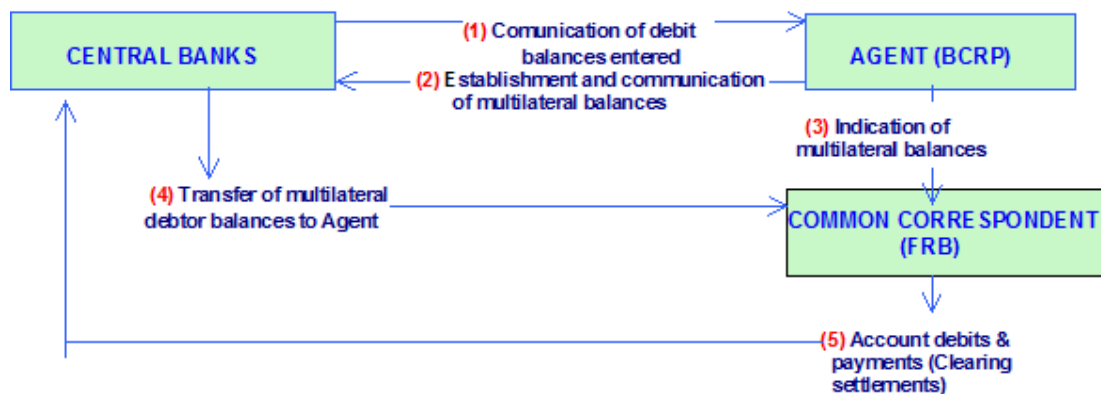 CENTRAL BANKS
(1) Comunication of debit
balances entered
(2) Establishment and communication
of multilateral balances
AGENT (BCRP)
(3) Indication of
multilateral balances
(4) Transfer of multilateral
debtor balances to Agent
COMMON CORRESPONDENT
(FRB)
(5) Account debits &
payments (Clearing
settlements)